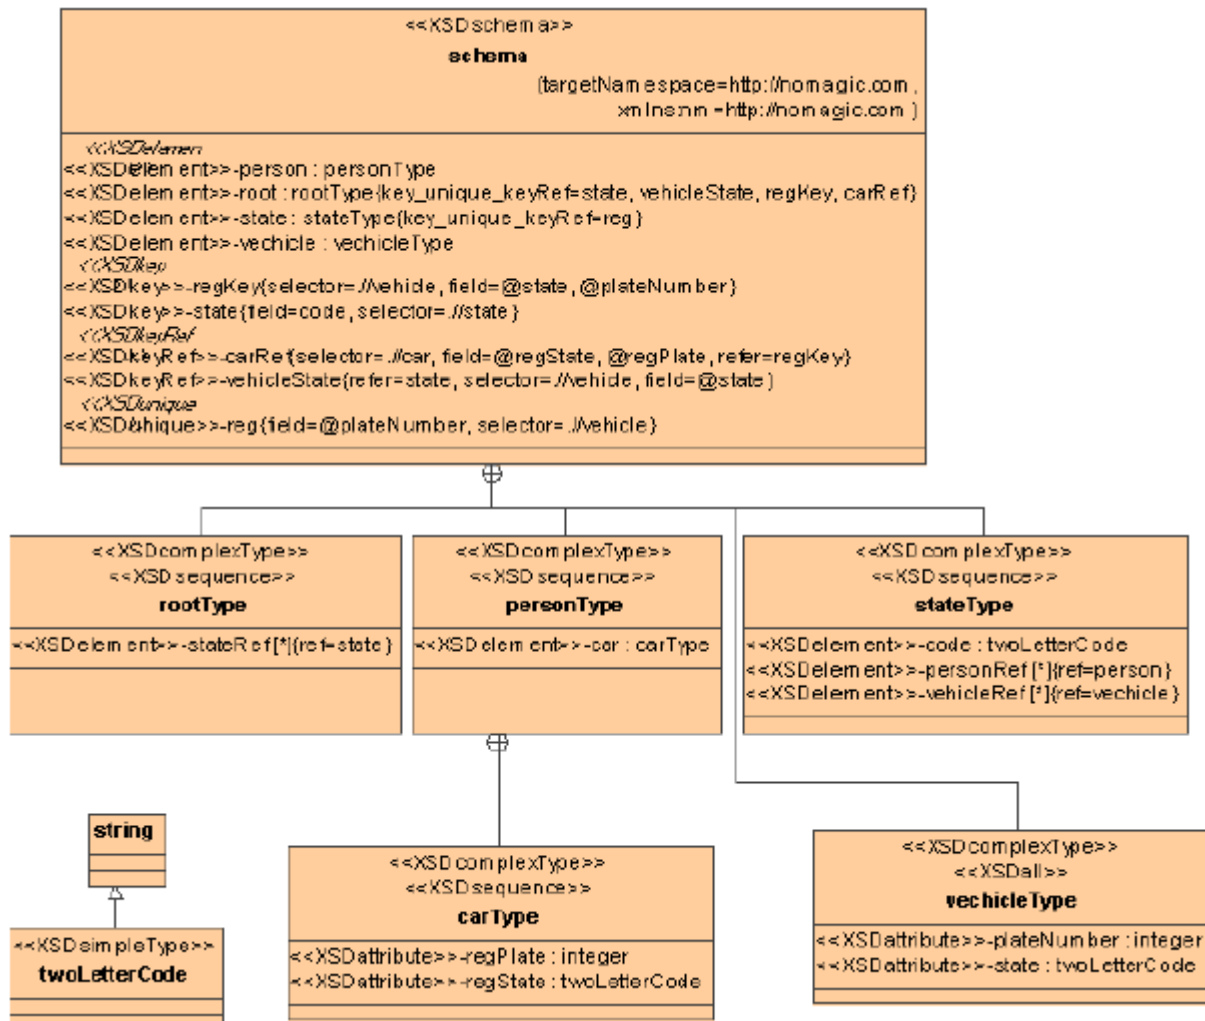 <<XSDschema>>
schema
{targetNamespace=http://nomagic.com ,
xmlns:nm =http://nomagic.com }
<<XSDelement
<<XSDelement>>-person : personType
<<XSDelement>>-root : rootType{key_unique_keyRef=state, vehicleState, regKey, carRef}
<<XSDelement>>-state : stateType{key_unique_keyRef=reg}
<<XSDelement>>-vechicle : vechicleType
<<XSDkey
<<XSDkey>>-regKey{selector=.//vehicle, field=@state, @plateNumber}
<<XSDkey>>-state{field=code, selector=.//state}
<<XSDkeyRef
<<XSDkeyRef>>-carRef{selector=.//car, field=@regState, @regPlate, refer=regKey}
<<XSDkeyRef>>-vehicleState{refer=state, selector=.//vehicle, field=@state}
<<XSDunique
<<XSDunique>>-reg{field=@plateNumber, selector=.//vehicle}
<<XSDcomplexType>>
<<XSDsequence>>
rootType
<<XSDelement>>-stateRef[*]{ref=state}
<<XSDcomplexType>>
<<XSDsequence>>
personType
<<XSDelement>>-car : carType
<<XSDcomplexType>>
<<XSDsequence>>
stateType
<<XSDelement>>-code : twoLetterCode
<<XSDelement>>-personRef[*]{ref=person}
<<XSDelement>>-vehicleRef[*]{ref=vechicle}
string
<<XSDsimpleType>>
twoLetterCode
<<XSDcomplexType>>
<<XSDsequence>>
carType
<<XSDattribute>>-regPlate : integer
<<XSDattribute>>-regState : twoLetterCode
<<XSDcomplexType>>
<<XSDall>>
vechicleType
<<XSDattribute>>-plateNumber : integer
<<XSDattribute>>-state : twoLetterCode